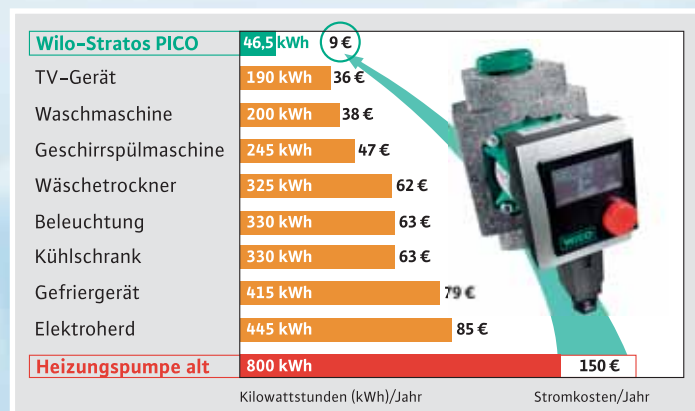 Wilo-Stratos PICO 46,5 kWh 9 €
TV-Gerät 190 kWh 36 €
Waschmaschine 200 kWh 38 €
Geschirrspülmaschine 245 kWh 47 €
Wäschetrockner 325 kWh 62 €
Beleuchtung 330 kWh 63 €
Kühlschrank 330 kWh 63 €
Gefriergerät 415 kWh 79 €
Elektroherd 445 kWh 85 €
Heizungspumpe alt 800 kWh 150 €
Kilowattstunden (kWh)/Jahr Stromkosten/Jahr
WILO